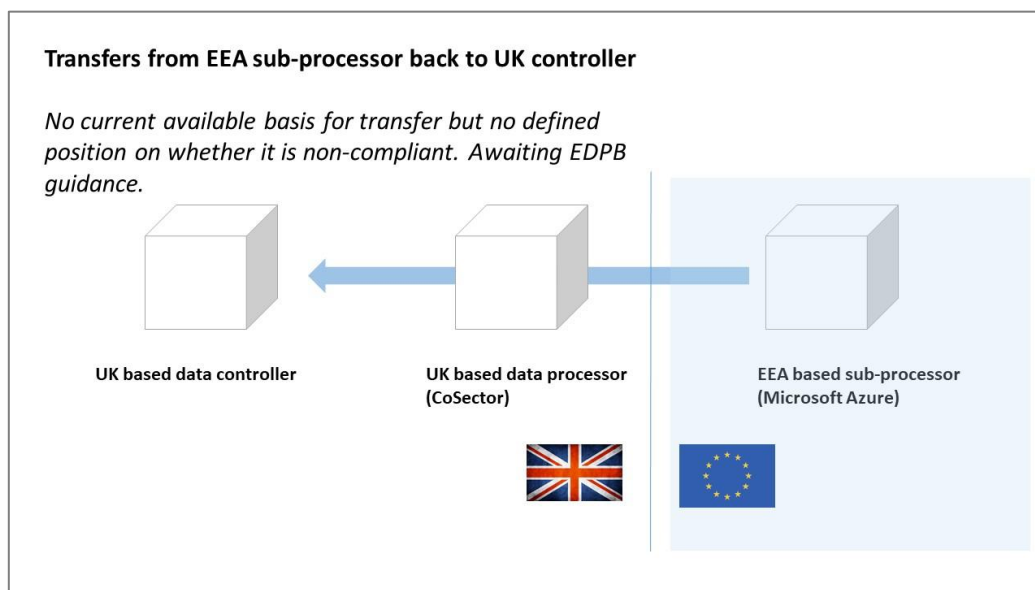 Transfers from EEA sub-processor back to UK controller
No current available basis for transfer but no defined
position on whether it is non-compliant. Awaiting EDPB
guidance.
UK based data controller
UK based data processor
(CoSector)
EEA based sub-processor
(Microsoft Azure)